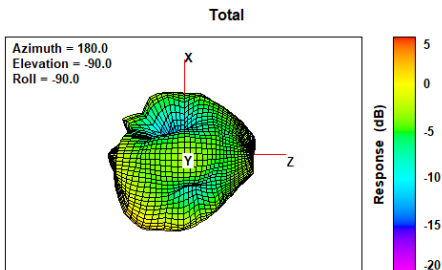 Total
Azimuth = 180.0
Elevation = -90.0
Roll = -90.0
X
Y
Z
5
0
-5
-10
-15
-20
Response (dB)